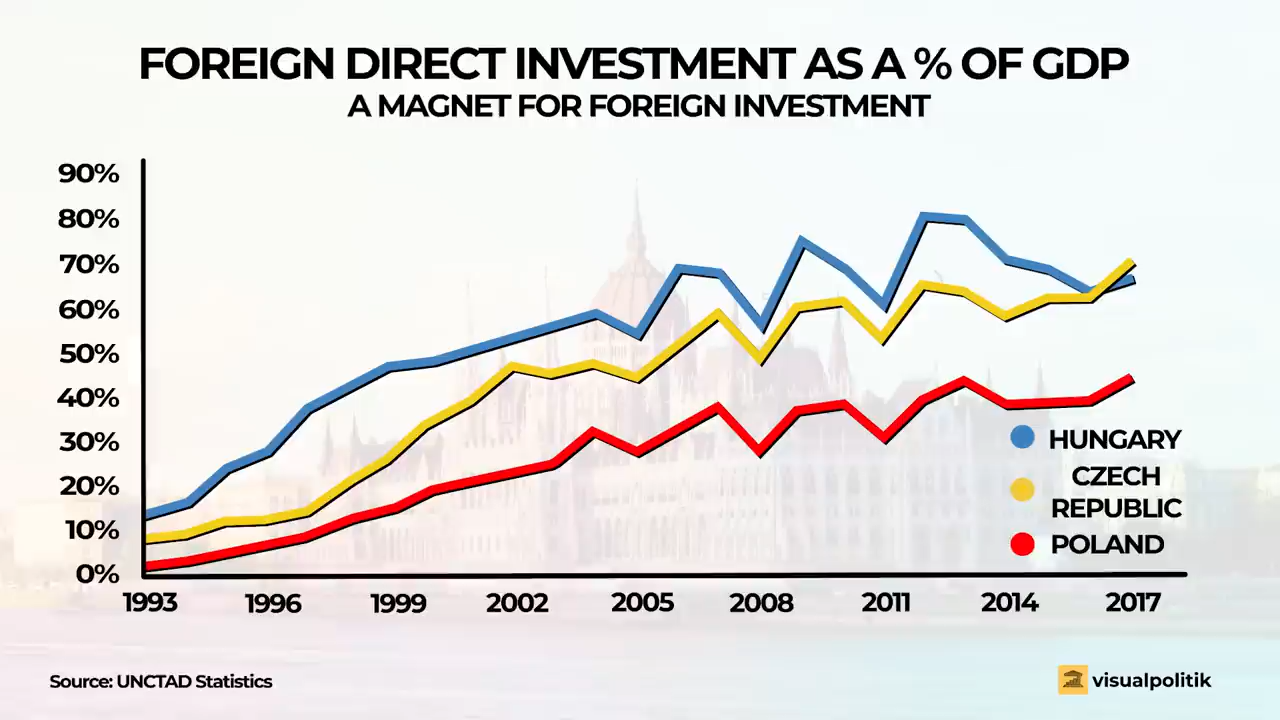 FOREIGN DIRECT INVESTMENT AS A % OF GDP
A MAGNET FOR FOREIGN INVESTMENT
90%
80%
70%
60%
50%
40%
30%
20%
10%
0%
HUNGARY
CZECH
REPUBLIC
POLAND
1993 1996 1999 2002 2005 2008 2011 2014 2017
Source: UNCTAD Statistics
visualpolitik